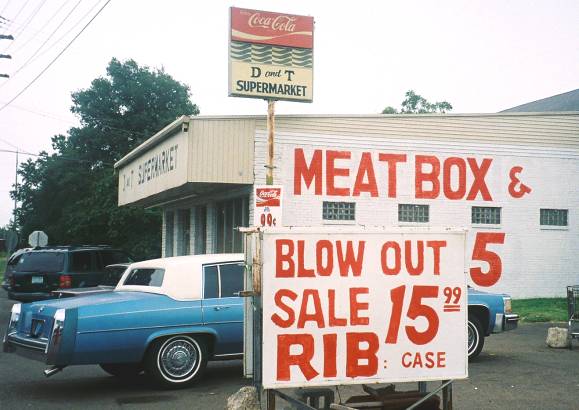 Coca-Cola
D and T
SUPERMARKET
D & T SUPERMARKET
MEAT BOX &
5
Coca-Cola
99¢
BLOW OUT
SALE 15.99
RIB: CASE